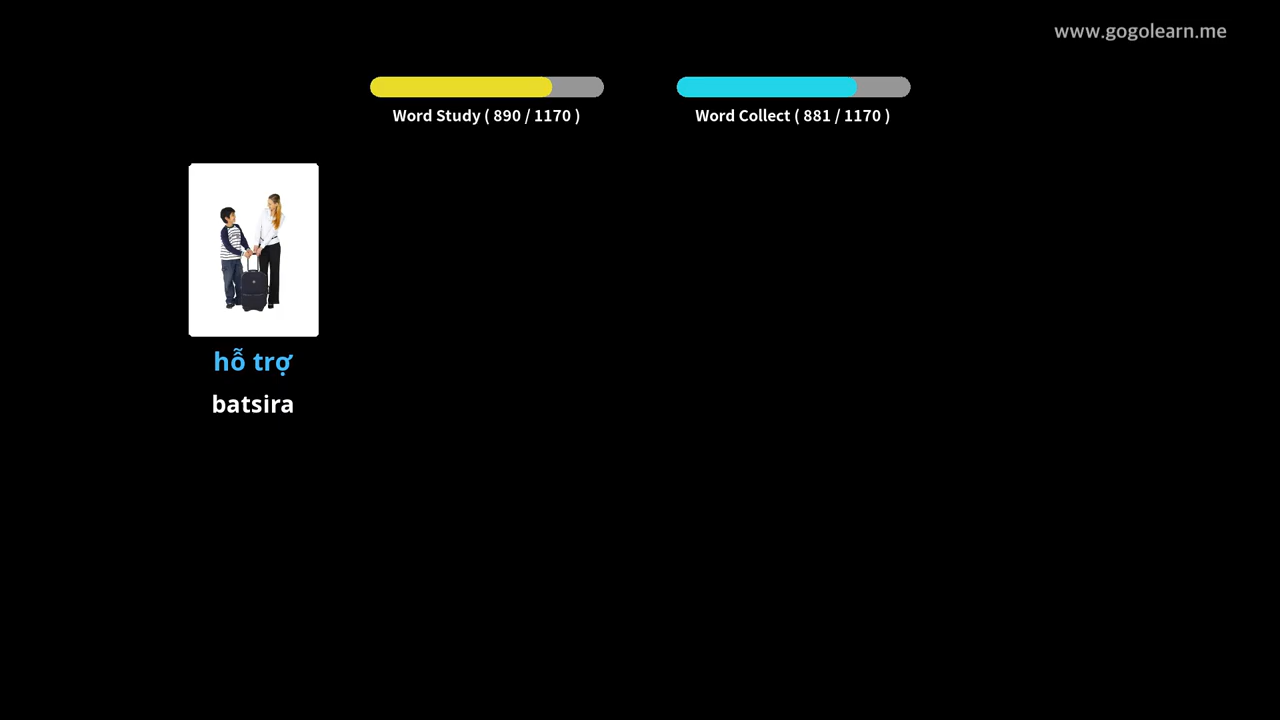 www.gogolearn.me
Word Study ( 890 / 1170 )
Word Collect ( 881 / 1170 )
hỗ trợ
batsira